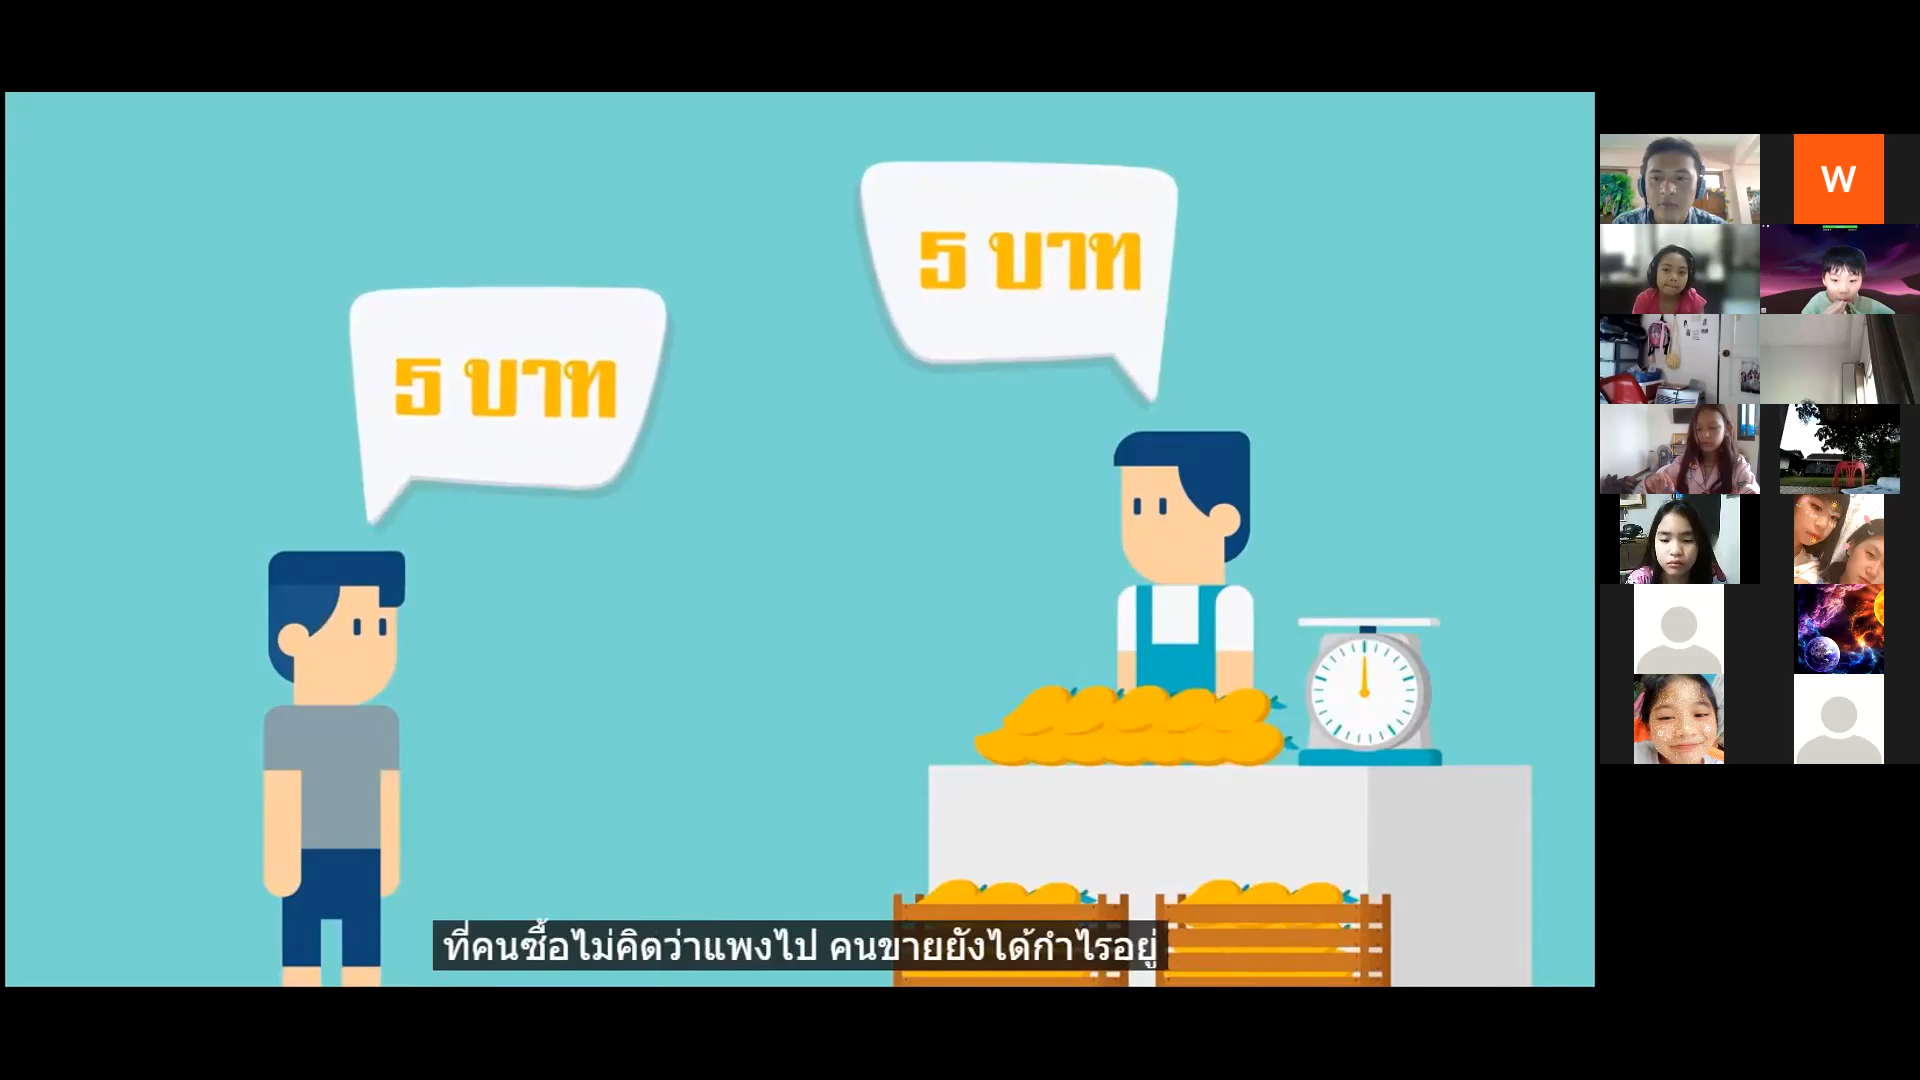 5 บาท
5 บาท
W
ที่คนซื้อไม่คิดว่าแพงไป คนขายยังได้กำไรอยู่